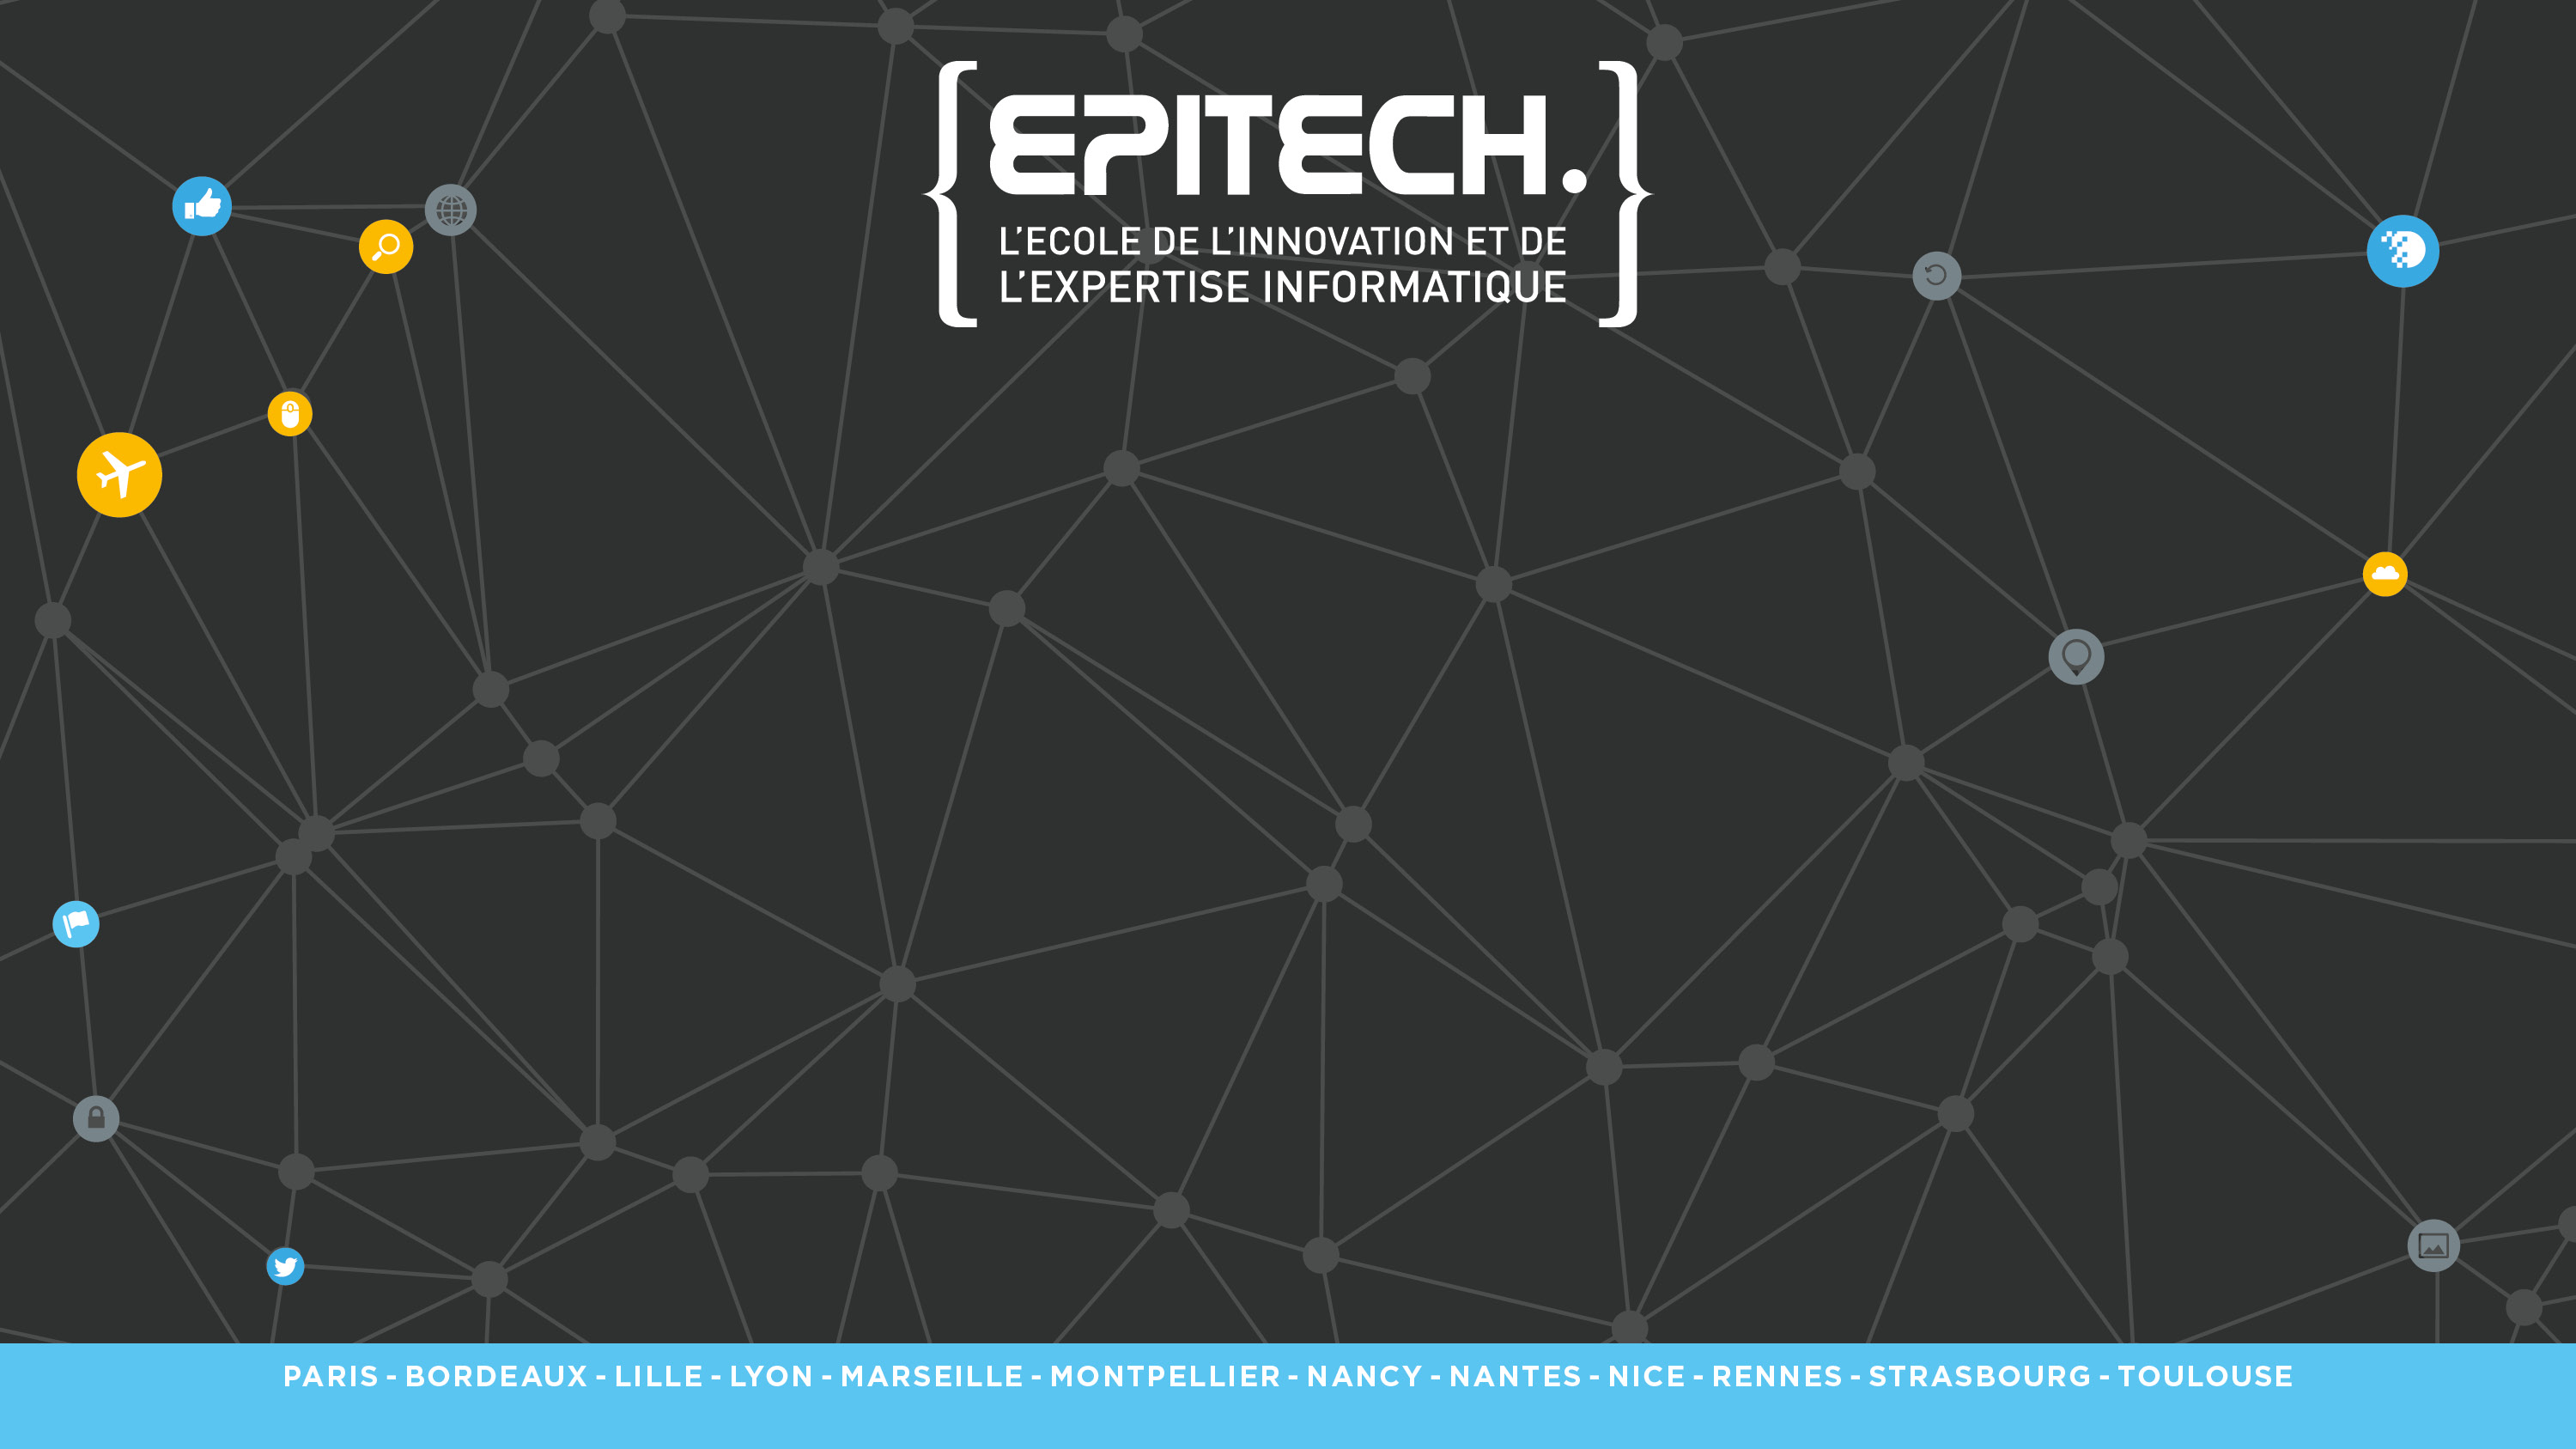 {EPITECH.}
L'ECOLE DE L'INNOVATION ET DE
L'EXPERTISE INFORMATIQUE
PARIS - BORDEAUX - LILLE - LYON - MARSEILLE - MONTPELLIER - NANCY - NANTES - NICE - RENNES - STRASBOURG - TOULOUSE